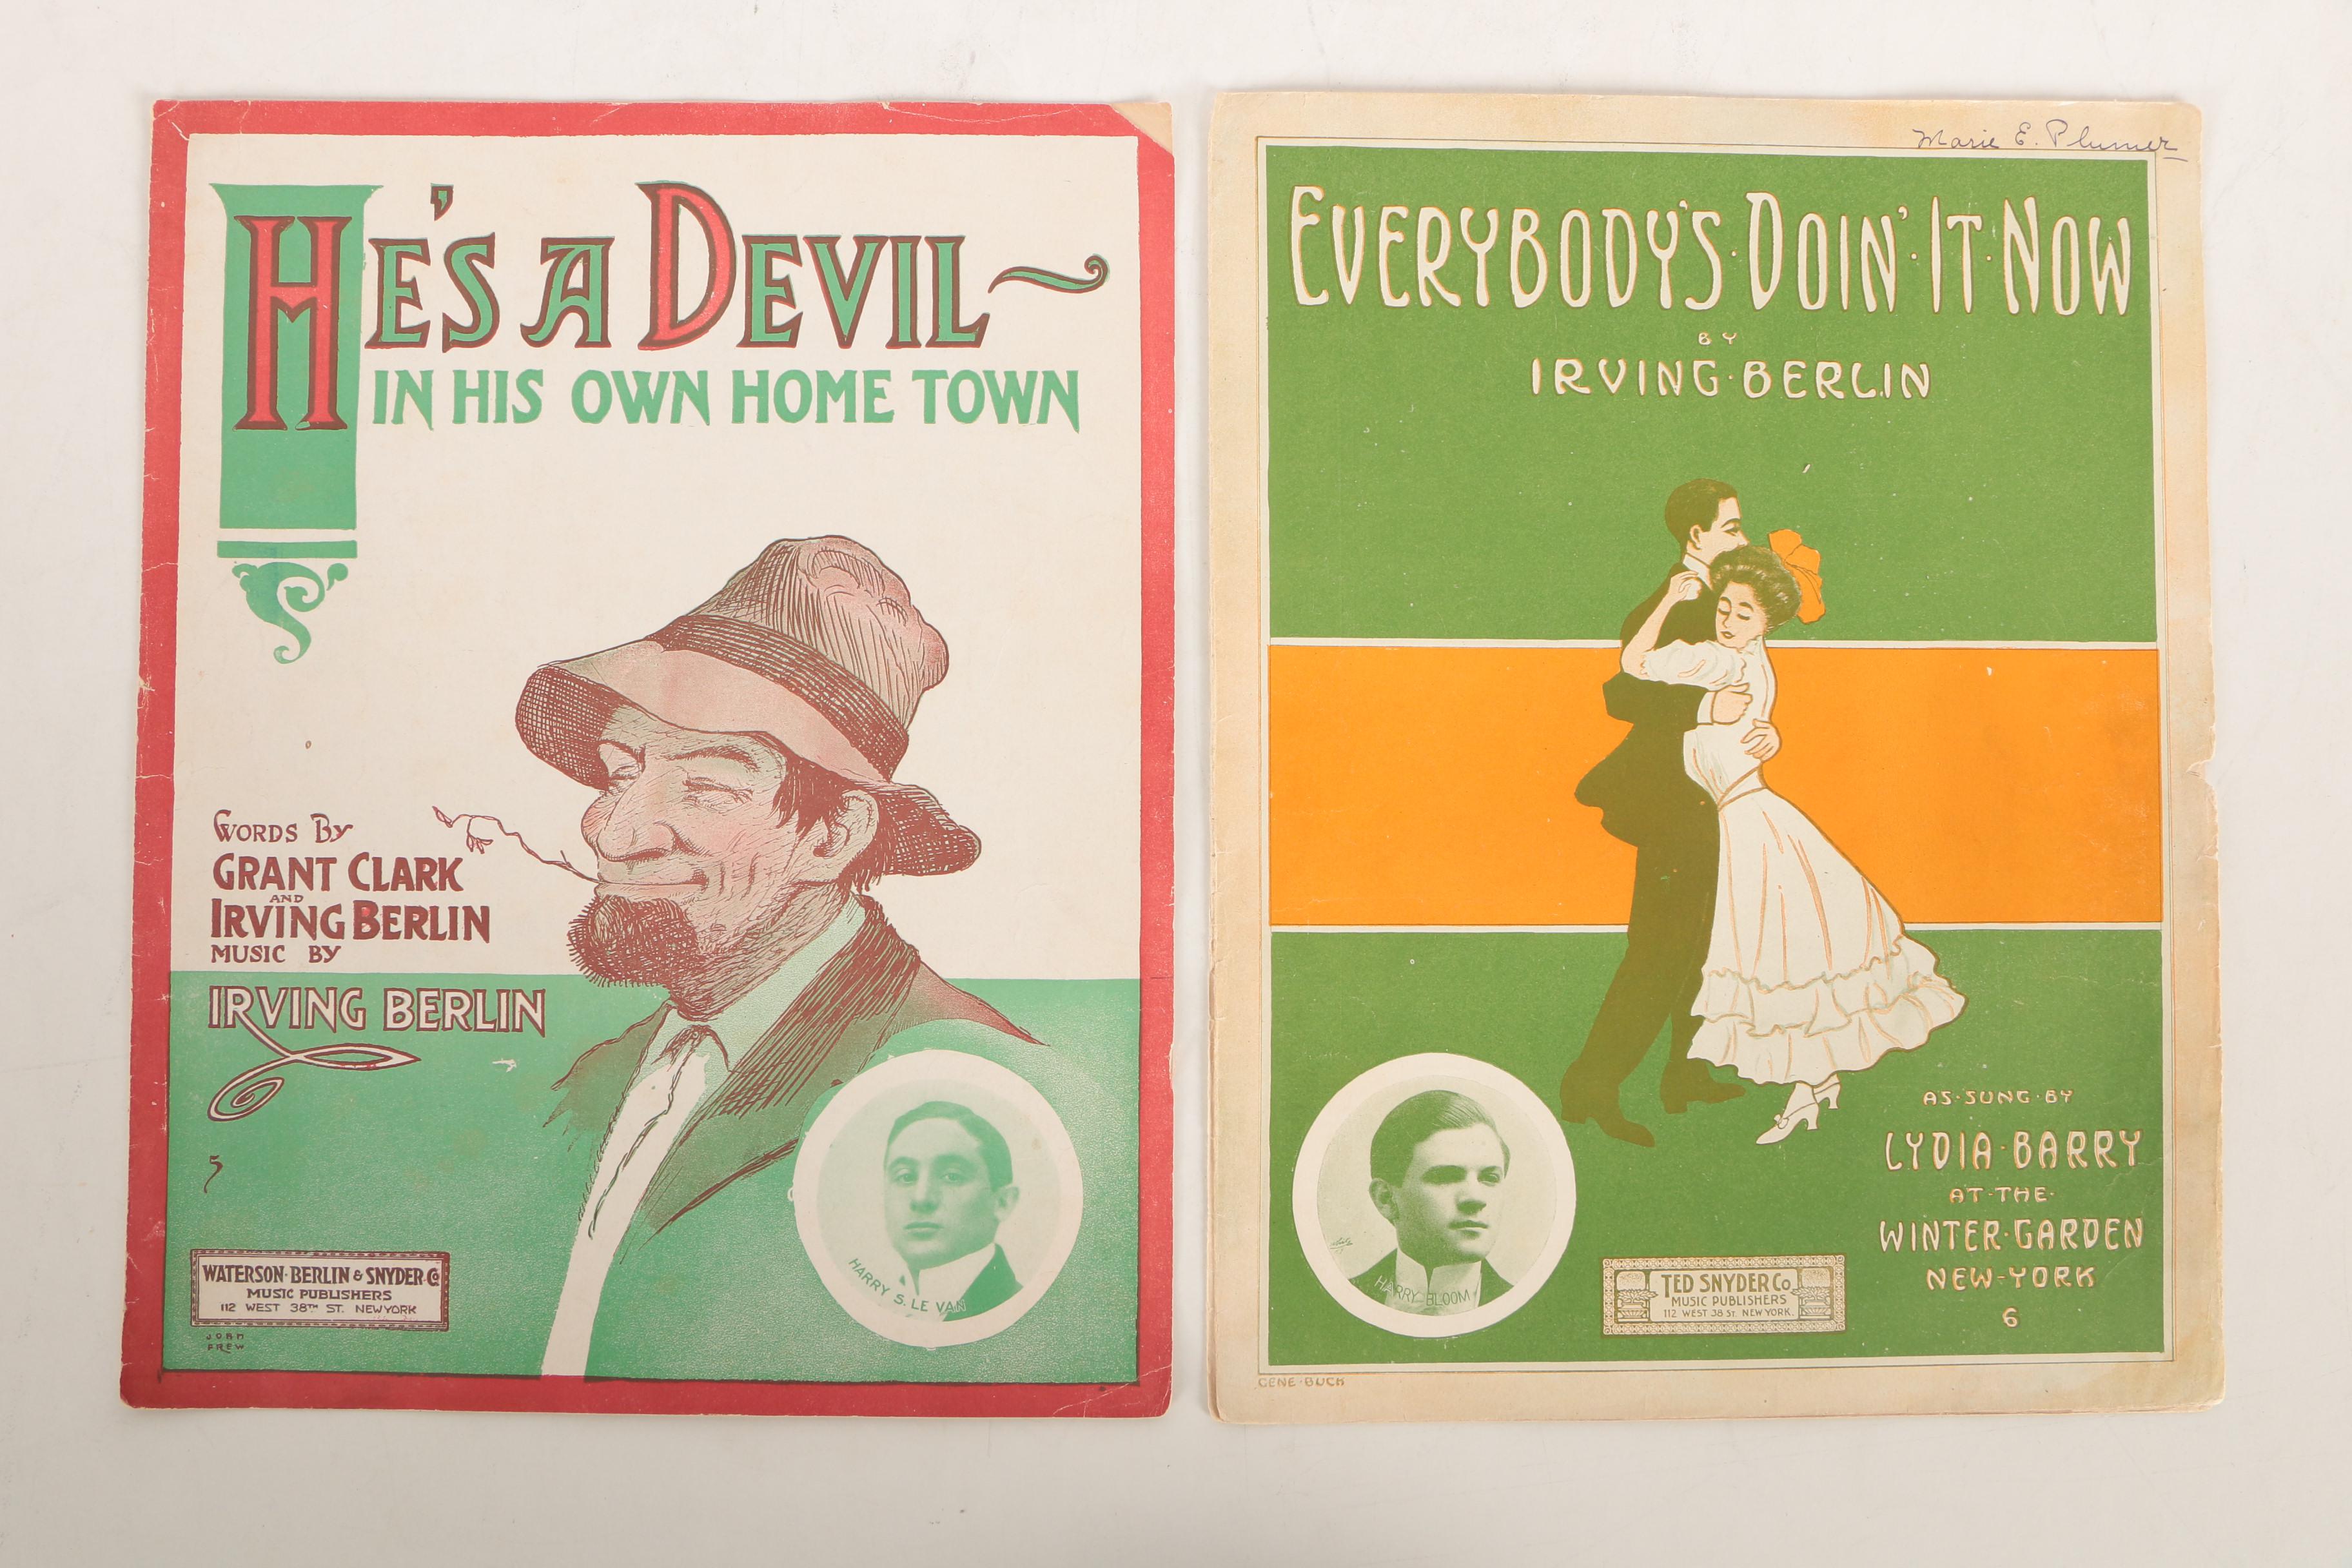 HE'S A DEVIL
IN HIS OWN HOME TOWN
WORDS BY
GRANT CLARK
AND
IRVING BERLIN
MUSIC BY
IRVING BERLIN
5
WATERSON·BERLIN & SNYDER Co
MUSIC PUBLISHERS
112 WEST 38TH ST. NEW YORK
JOHN
FREW
HARRY S. LE VAN
Marie E. Plumer
EVERYBODY'S·DOIN'·IT·NOW
BY
IRVING·BERLIN
AS·SUNG·BY
LYDIA·BARRY
AT·THE·
WINTER·GARDEN
NEW-YORK
6
HARRY BLOOM
TED SNYDER Co.
MUSIC PUBLISHERS
112 WEST 38 ST. NEW YORK.
GENE·BUCK